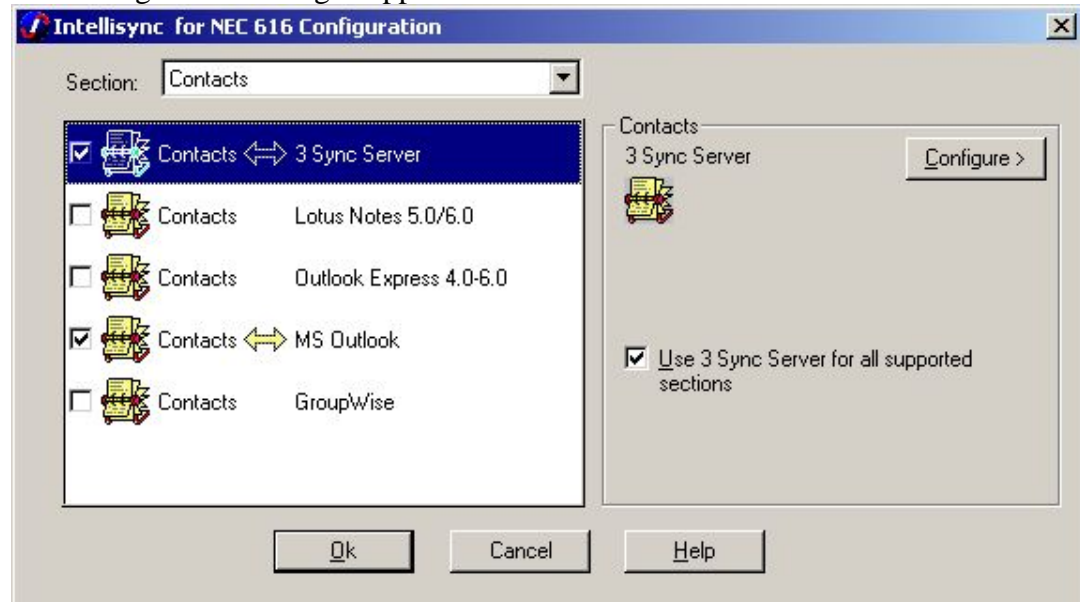 Intellisync for NEC 616 Configuration
Section: Contacts
Contacts 3 Sync Server
Contacts Lotus Notes 5.0/6.0
Contacts Outlook Express 4.0-6.0
Contacts MS Outlook
Contacts GroupWise
Contacts
3 Sync Server
Configure >
Use 3 Sync Server for all supported
sections
Ok Cancel Help